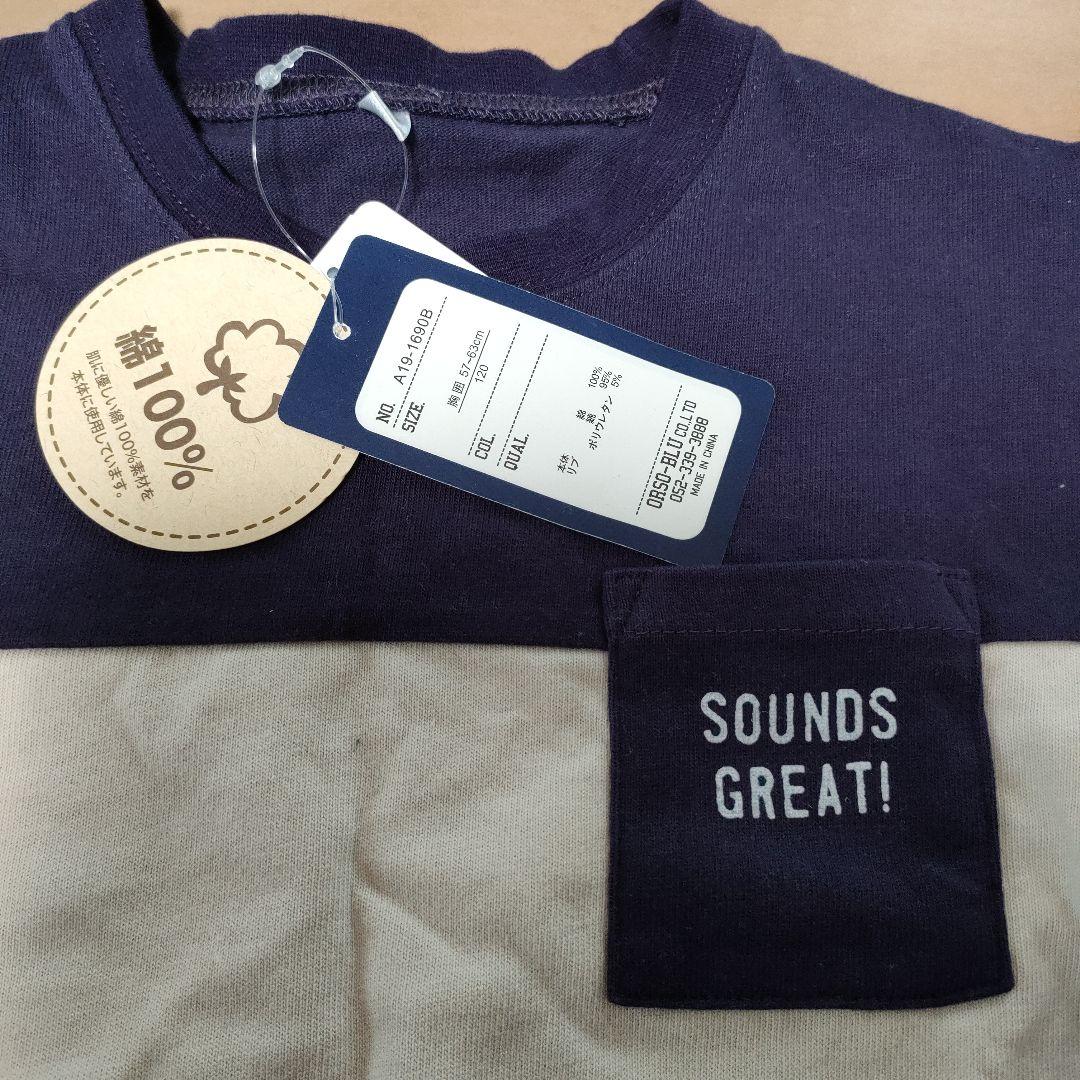 綿100%
肌に優しい綿100%素材を
本体に使用しています。
NO. A19-1690B
SIZE.
胸囲 57~63cm
120
COL.
QUAL.
本体 綿 100%
リブ 綿 95%
ポリウレタン 5%
ORSO-BLU CO.LTD
052-339-3888
MADE IN CHINA
SOUNDS
GREAT!